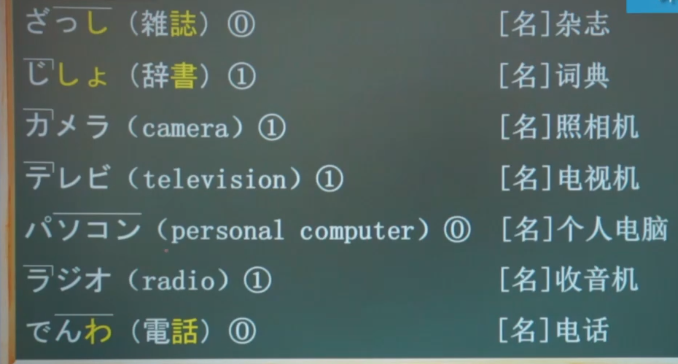 ざっし（雑誌）⓪ [名]杂志
じしょ（辞書）① [名]词典
カメラ（camera）① [名]照相机
テレビ（television）① [名]电视机
パソコン（personal computer）⓪ [名]个人电脑
ラジオ（radio）① [名]收音机
でんわ（電話）⓪ [名]电话